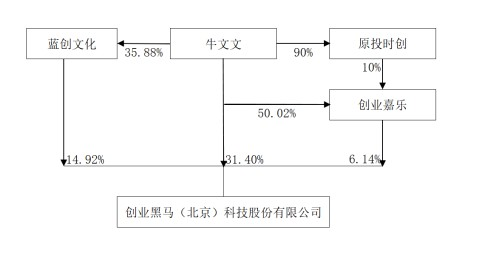 蓝创文化
牛文文
原投时创
35.88%
90%
10%
创业嘉乐
50.02%
14.92%
31.40%
6.14%
创业黑马（北京）科技股份有限公司